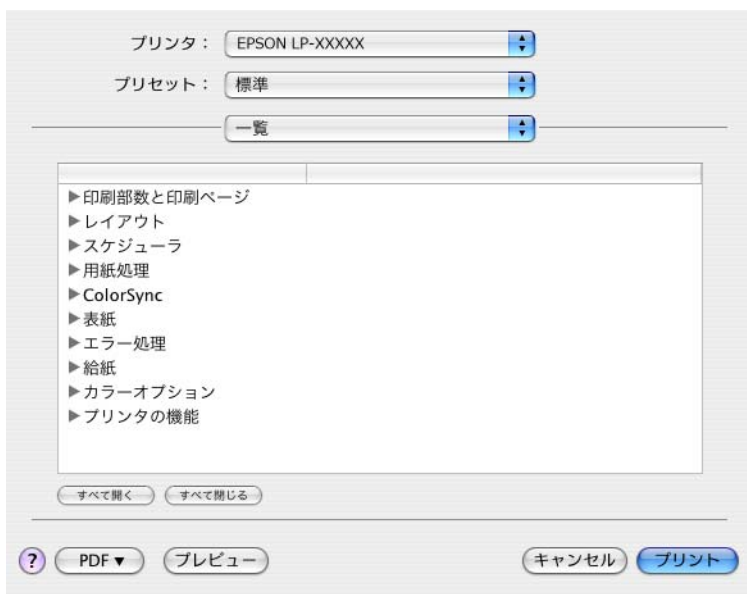 プリンタ： EPSON LP-XXXXX
プリセット： 標準
一覧
▶印刷部数と印刷ページ
▶レイアウト
▶スケジューラ
▶用紙処理
▶ColorSync
▶表紙
▶エラー処理
▶給紙
▶カラーオプション
▶プリンタの機能
すべて開く すべて閉じる
? PDF▼ プレビュー キャンセル プリント